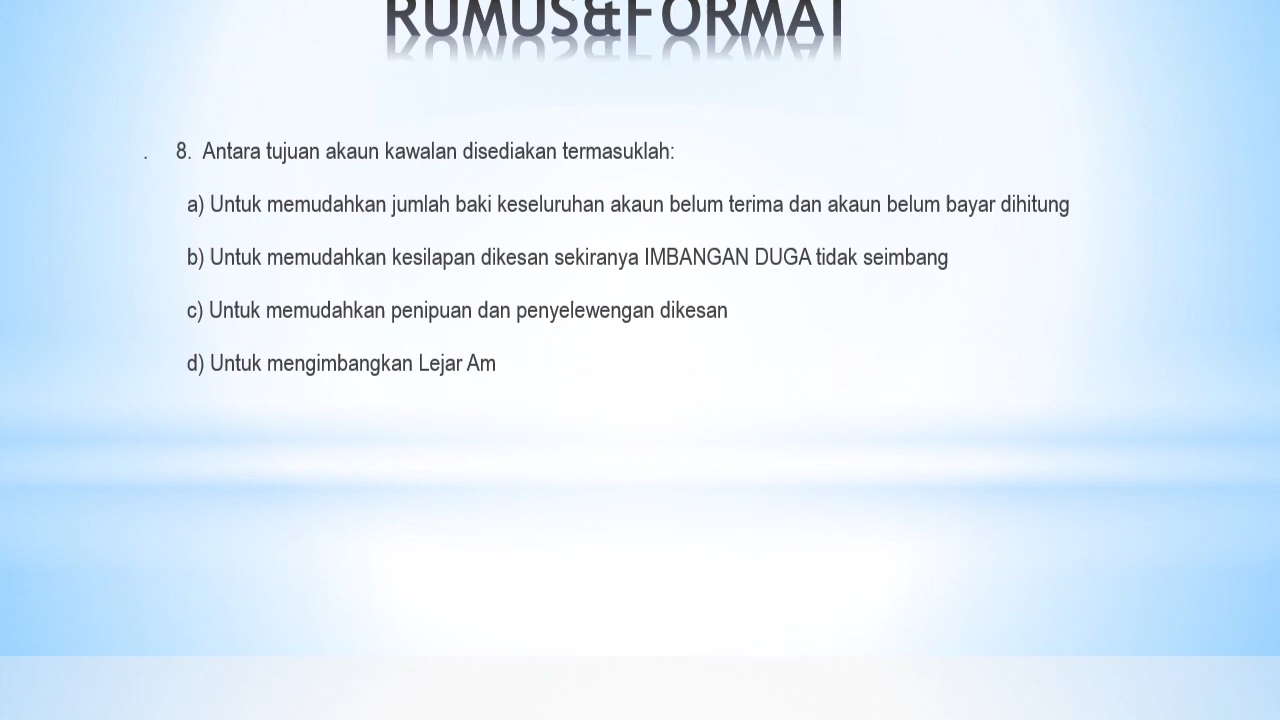 RUMUS&FORMAT
. 8. Antara tujuan akaun kawalan disediakan termasuklah:
a) Untuk memudahkan jumlah baki keseluruhan akaun belum terima dan akaun belum bayar dihitung
b) Untuk memudahkan kesilapan dikesan sekiranya IMBANGAN DUGA tidak seimbang
c) Untuk memudahkan penipuan dan penyelewengan dikesan
d) Untuk mengimbangkan Lejar Am